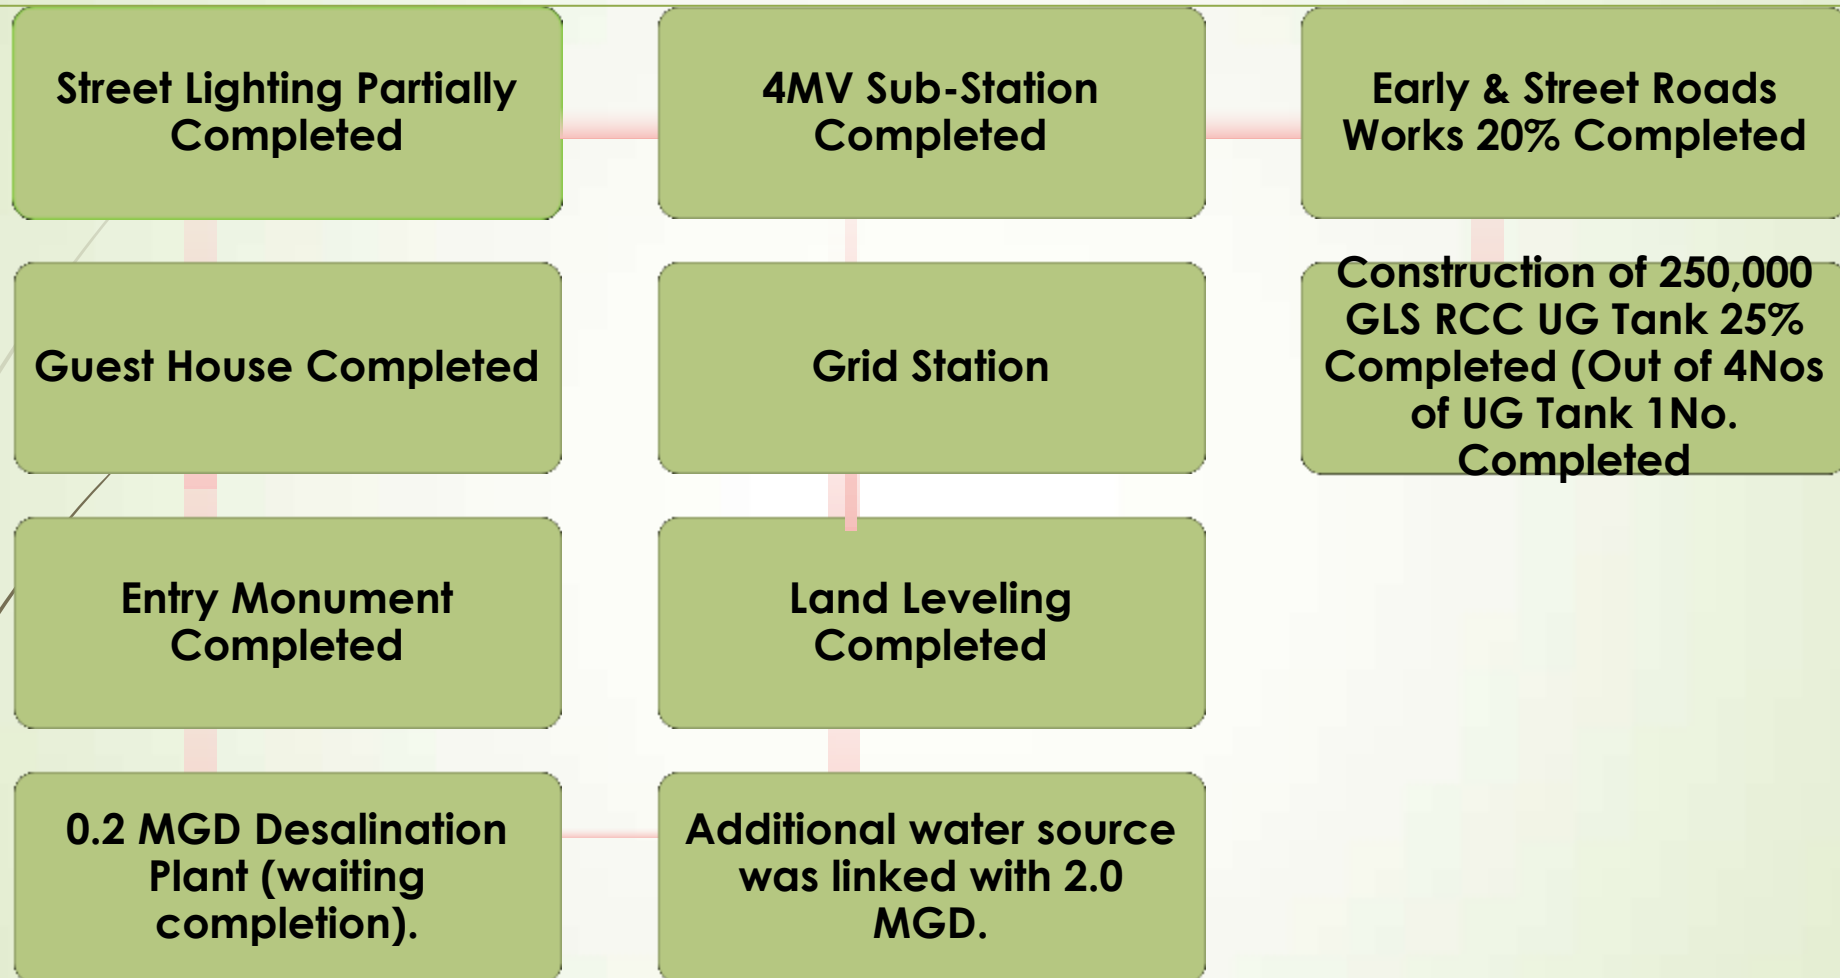 Street Lighting Partially
Completed
4MV Sub-Station
Completed
Early & Street Roads
Works 20% Completed
Guest House Completed
Grid Station
Construction of 250,000
GLS RCC UG Tank 25%
Completed (Out of 4Nos
of UG Tank 1No.
Completed
Entry Monument
Completed
Land Leveling
Completed
0.2 MGD Desalination
Plant (waiting
completion).
Additional water source
was linked with 2.0
MGD.